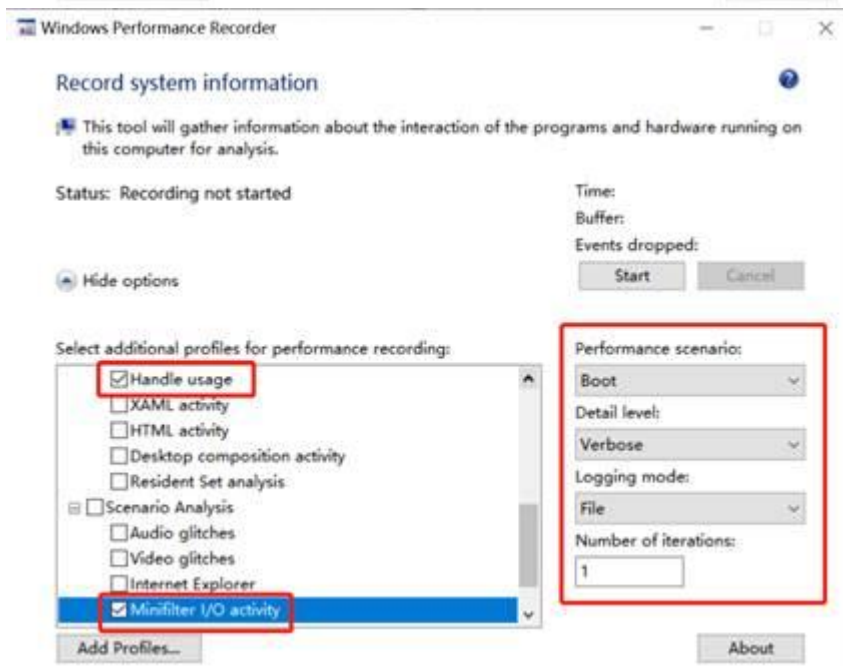 Windows Performance Recorder
Record system information
This tool will gather information about the interaction of the programs and hardware running on
this computer for analysis.
Status: Recording not started
Time:
Buffer:
Events dropped:
Start
Cancel
Hide options
Select additional profiles for performance recording:
Handle usage
XAML activity
HTML activity
Desktop composition activity
Resident Set analysis
Scenario Analysis
Audio glitches
Video glitches
Internet Explorer
Minifilter I/O activity
Performance scenario:
Boot
Detail level:
Verbose
Logging mode:
File
Number of iterations:
1
Add Profiles...
About